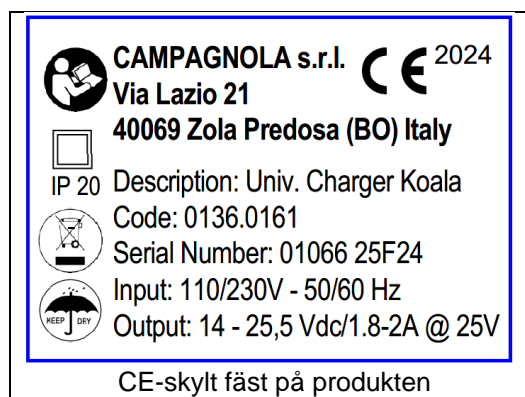 CAMPAGNOLA s.r.l. CE 2024
Via Lazio 21
40069 Zola Predosa (BO) Italy
IP 20
Description: Univ. Charger Koala
Code: 0136.0161
Serial Number: 01066 25F24
Input: 110/230V - 50/60 Hz
KEEP DRY
Output: 14 - 25,5 Vdc/1.8-2A @ 25V
CE-skylt fäst på produkten